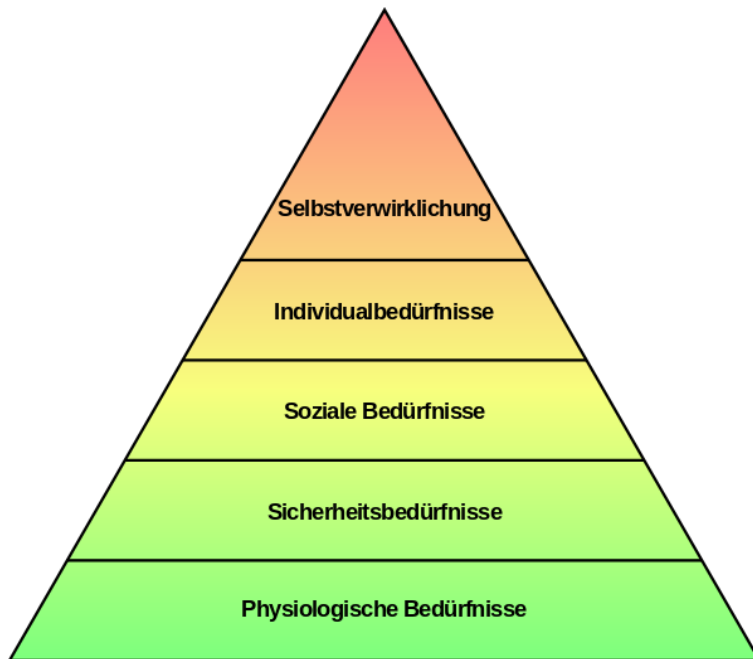 Selbstverwirklichung
Individualbedürfnisse
Soziale Bedürfnisse
Sicherheitsbedürfnisse
Physiologische Bedürfnisse